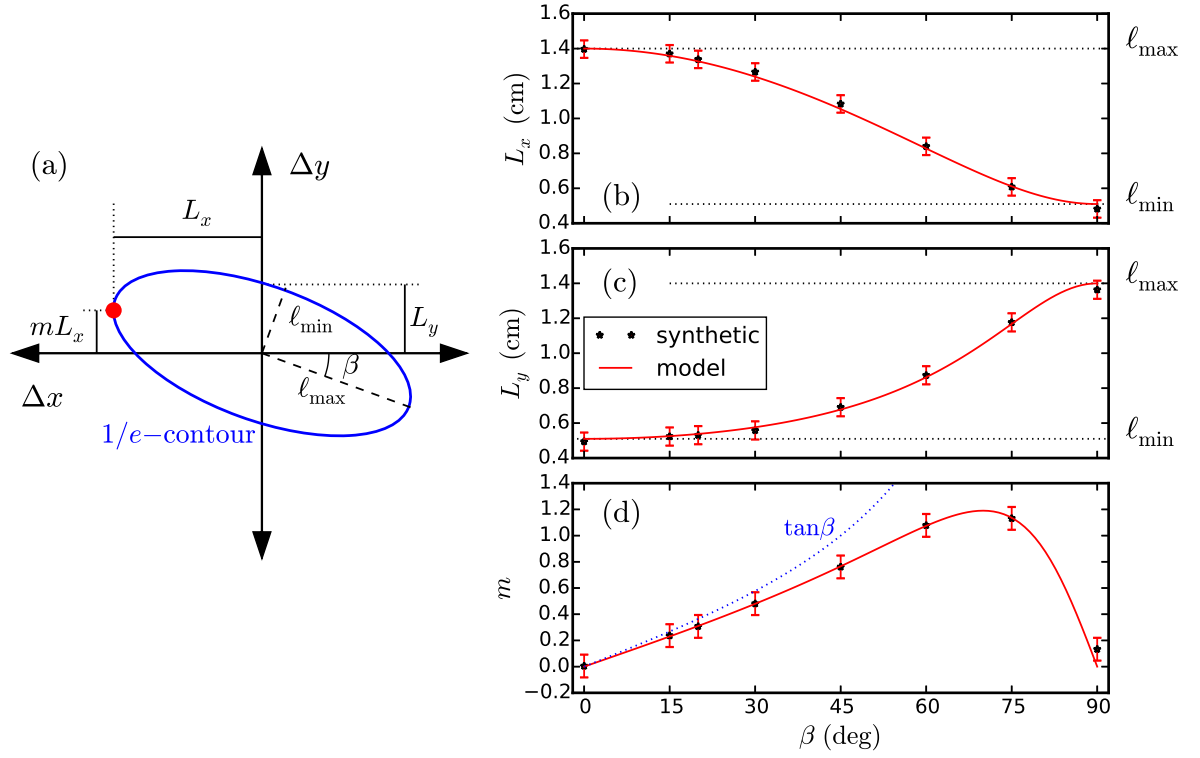 (a)
Δy
L_x
mL_x
ℓ_min
L_y
β
ℓ_max
Δx
1/e−contour
1.6
1.4
1.2
1.0
0.8
0.6
0.4
L_x (cm)
(b)
ℓ_max
ℓ_min
1.6
1.4
1.2
1.0
0.8
0.6
0.4
L_y (cm)
(c)
synthetic
model
ℓ_max
ℓ_min
1.4
1.2
1.0
0.8
0.6
0.4
0.2
0.0
−0.2
m
(d)
tanβ
0 15 30 45 60 75 90
β (deg)